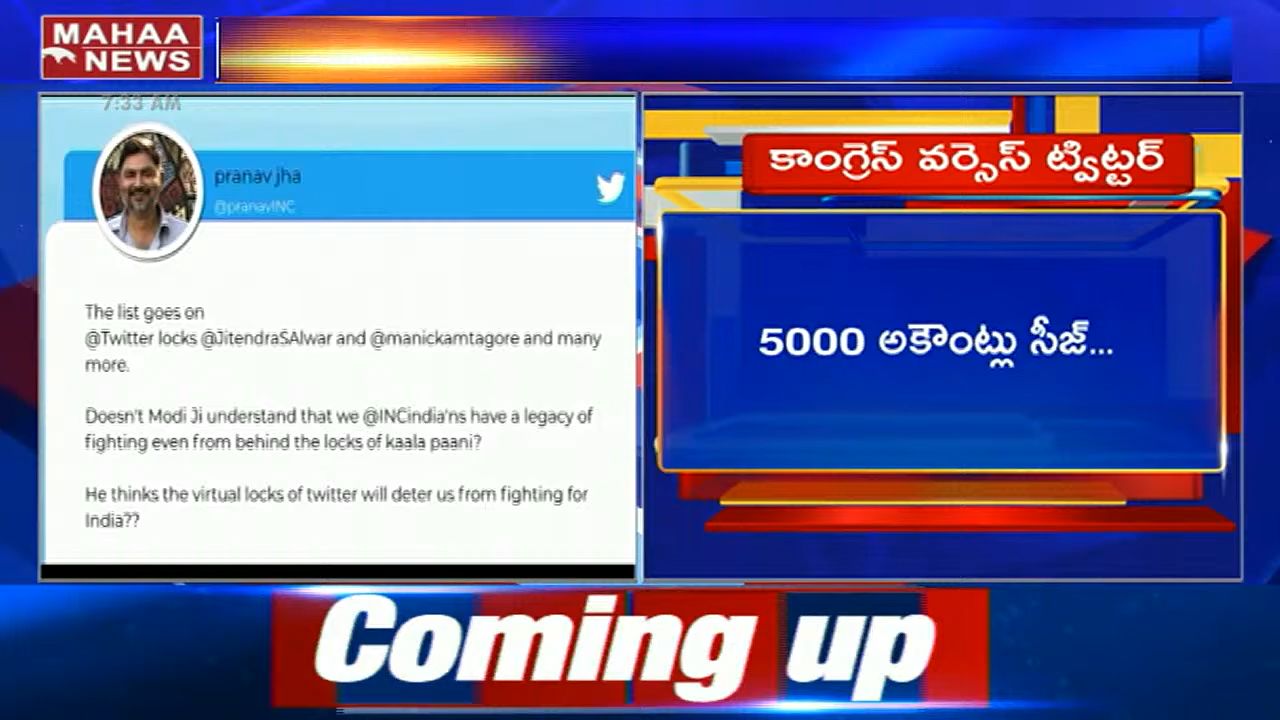 MAHAA
NEWS
7:33 AM
pranav jha
@pranavINC
The list goes on
@Twitter locks @JitendraSAlwar and @manickamtagore and many
more.
Doesn't Modi Ji understand that we @INCindia'ns have a legacy of
fighting even from behind the locks of kaala paani?
He thinks the virtual locks of twitter will deter us from fighting for
India??
కాంగ్రెస్ వర్సెస్ ట్విట్టర్
5000 అకౌంట్లు సీజ్...
Coming up